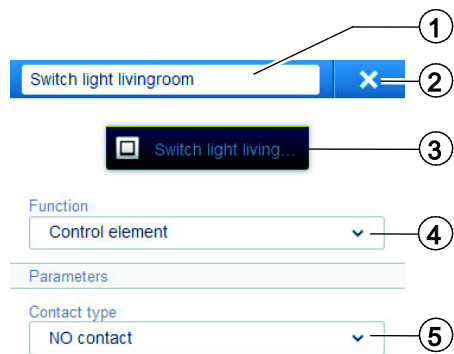 1
Switch light livingroom
2
Switch light living...
3
Function
Control element
4
Parameters
Contact type
NO contact
5